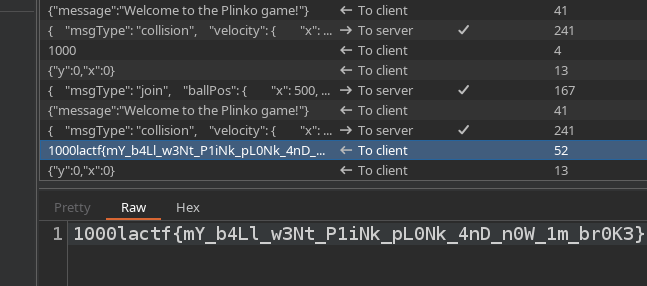 {"message":"Welcome to the Plinko game!"} ← To client 41
{ "msgType": "collision", "velocity": { "x": ... → To server ✓ 241
1000 ← To client 4
{"y":0,"x":0} ← To client 13
{ "msgType": "join", "ballPos": { "x": 500, ... → To server ✓ 167
{"message":"Welcome to the Plinko game!"} ← To client 41
{ "msgType": "collision", "velocity": { "x": ... → To server ✓ 241
1000lactf{mY_b4Ll_w3Nt_P1iNk_pL0Nk_4nD_... ← To client 52
{"y":0,"x":0} ← To client 13
Pretty Raw Hex
1 1000lactf{mY_b4Ll_w3Nt_P1iNk_pL0Nk_4nD_n0W_1m_br0K3}